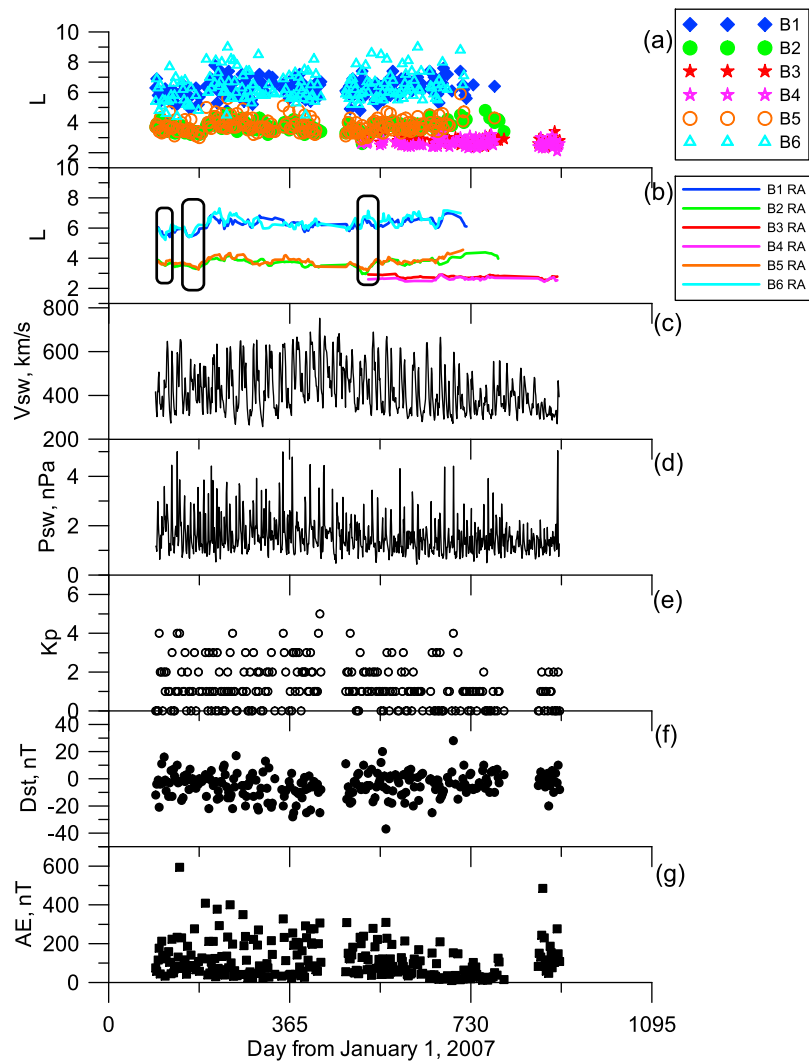 10
8
6
4
2
L
(a)
B1
B2
B3
B4
B5
B6
10
8
6
4
2
L
(b)
B1 RA
B2 RA
B3 RA
B4 RA
B5 RA
B6 RA
800
600
400
200
Vsw, km/s
(c)
4
2
0
Psw, nPa
(d)
6
4
2
0
Kp
(e)
40
20
0
-20
-40
Dst, nT
(f)
600
400
200
0
AE, nT
(g)
0 365 730 1095
Day from January 1, 2007